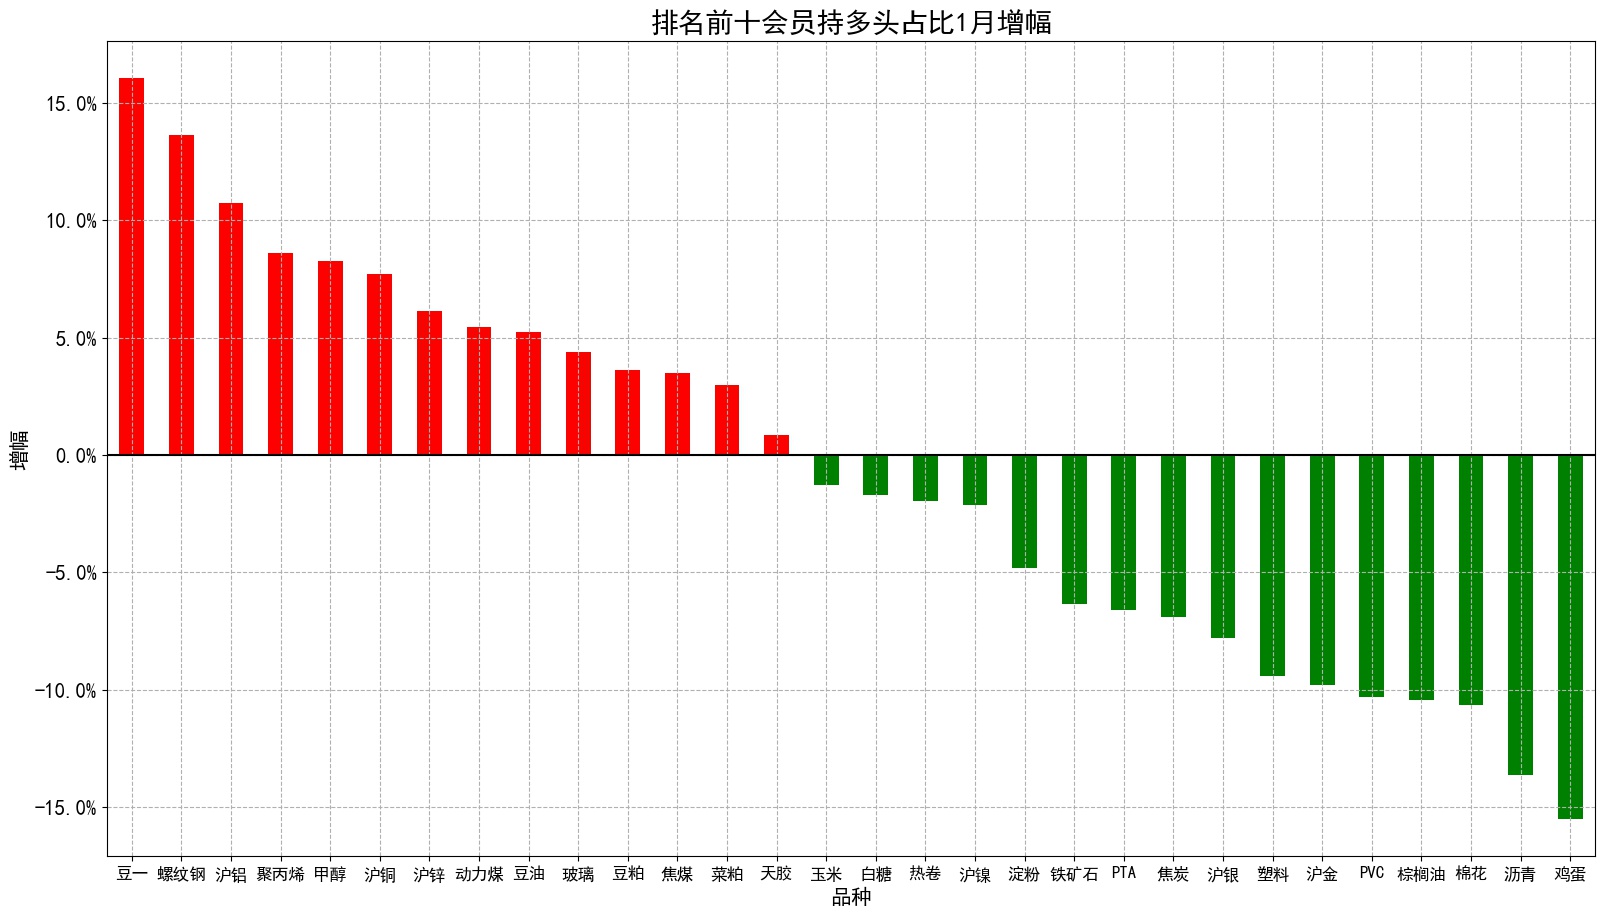 排名前十会员持多头占比1月增幅
15.0%
10.0%
5.0%
0.0%
−5.0%
−10.0%
−15.0%
增幅
豆一 螺纹钢 沪铝 聚丙烯 甲醇 沪铜 沪锌 动力煤 豆油 玻璃 豆粕 焦煤 菜粕 天胶 玉米 白糖 热卷 沪镍 淀粉 铁矿石 PTA 焦炭 沪银 塑料 沪金 PVC 棕榈油 棉花 沥青 鸡蛋
品种